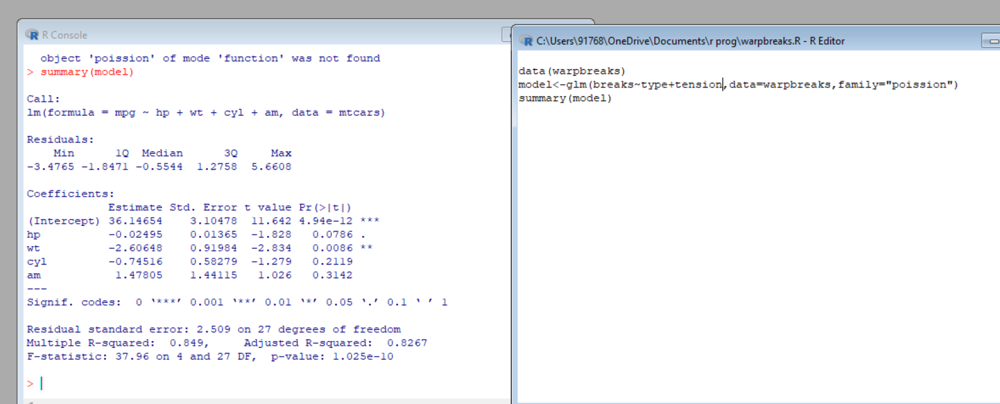 R Console
  object 'poission' of mode 'function' was not found
> summary(model)
Call:
lm(formula = mpg ~ hp + wt + cyl + am, data = mtcars)
Residuals:
    Min      1Q  Median      3Q     Max
-3.4765 -1.8471 -0.5544  1.2758  5.6608
Coefficients:
            Estimate Std. Error t value Pr(>|t|)
(Intercept) 36.14654    3.10478  11.642 4.94e-12 ***
hp          -0.02495    0.01365  -1.828   0.0786 .
wt          -2.60648    0.91984  -2.834   0.0086 **
cyl         -0.74516    0.58279  -1.279   0.2119
am           1.47805    1.44115   1.026   0.3142
---
Signif. codes:  0 ‘***’ 0.001 ‘**’ 0.01 ‘*’ 0.05 ‘.’ 0.1 ‘ ’ 1
Residual standard error: 2.509 on 27 degrees of freedom
Multiple R-squared:  0.849,     Adjusted R-squared:  0.8267
F-statistic: 37.96 on 4 and 27 DF,  p-value: 1.025e-10
>
C:\Users\91768\OneDrive\Documents\r prog\warpbreaks.R - R Editor
data(warpbreaks)
model<-glm(breaks~type+tension,data=warpbreaks,family="poission")
summary(model)